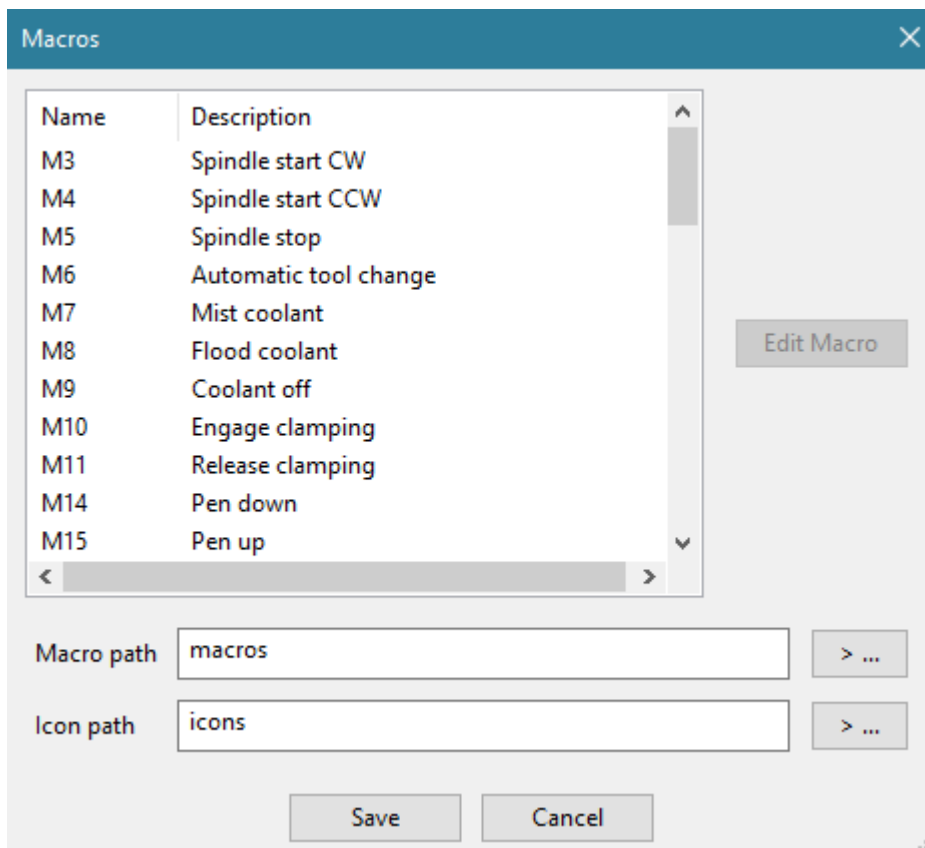 Macros
Name Description
M3 Spindle start CW
M4 Spindle start CCW
M5 Spindle stop
M6 Automatic tool change
M7 Mist coolant
M8 Flood coolant
M9 Coolant off
M10 Engage clamping
M11 Release clamping
M14 Pen down
M15 Pen up
Edit Macro
Macro path macros > ...
Icon path icons > ...
Save Cancel